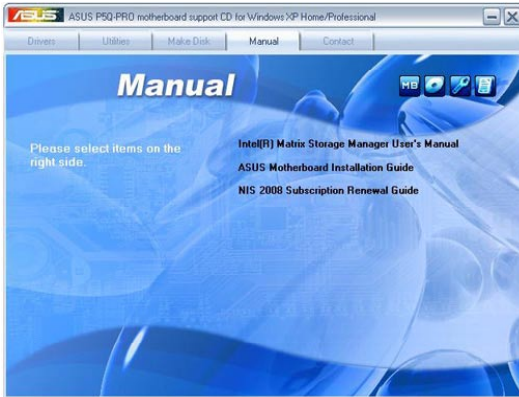 ASUS ASUS P5Q-PRO motherboard support CD for Windows XP Home/Professional
Drivers Utilities Make Disk Manual Contact
Manual
MB
Please select items on the
right side.
Intel(R) Matrix Storage Manager User's Manual
ASUS Motherboard Installation Guide
NIS 2008 Subscription Renewal Guide